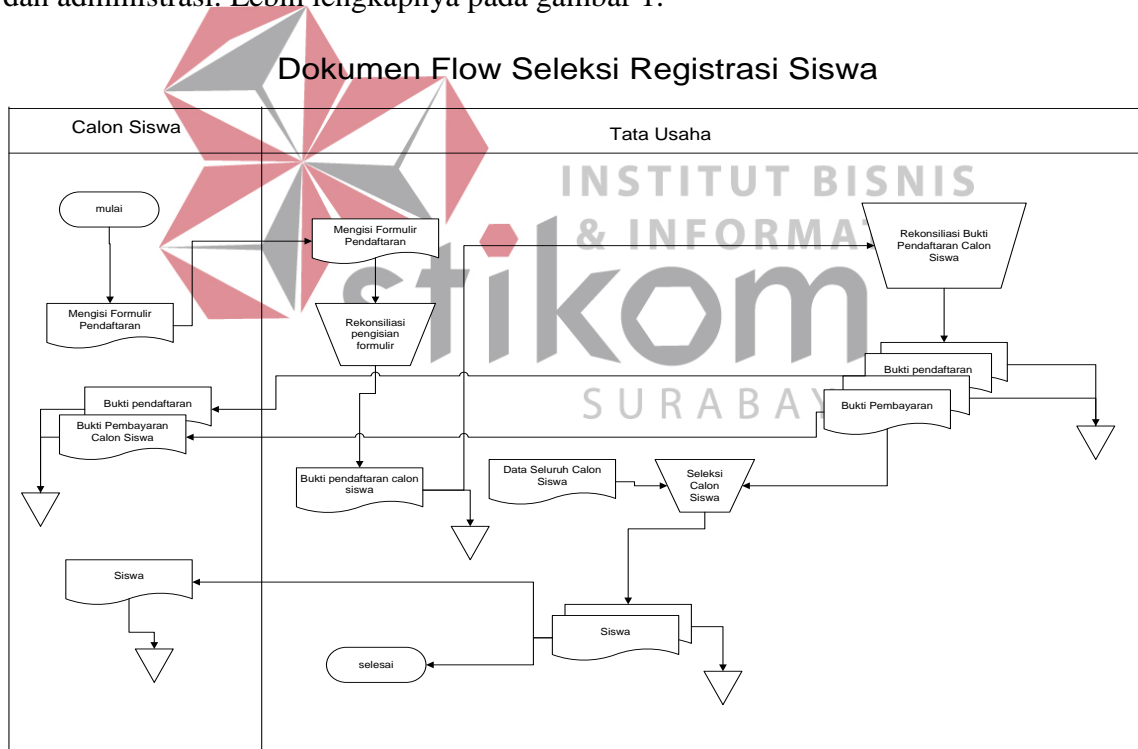 dan administrasi. Lebih lengkapnya pada gambar 1.
Dokumen Flow Seleksi Registrasi Siswa
Calon Siswa
Tata Usaha
INSTITUT BISNIS
& INFORMA
stikom
SURABAYA
mulai
Mengisi Formulir
Pendaftaran
Mengisi Formulir
Pendaftaran
Rekonsiliasi
pengisian
formulir
Rekonsiliasi Bukti
Pendaftaran Calon
Siswa
Bukti pendaftaran
Bukti Pembayaran
Bukti pendaftaran
Bukti Pembayaran
Calon Siswa
Bukti pendaftaran calon
siswa
Data Seluruh Calon
Siswa
Seleksi
Calon
Siswa
Siswa
Siswa
selesai